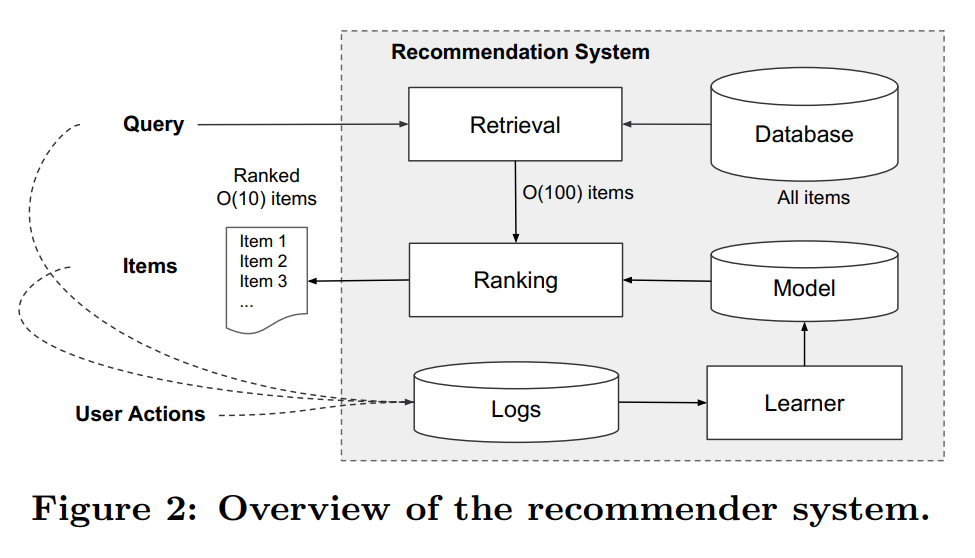 Recommendation System
Query
Retrieval
Database
All items
Ranked
O(10) items
O(100) items
Items
Item 1
Item 2
Item 3
...
Ranking
Model
User Actions
Logs
Learner
Figure 2: Overview of the recommender system.